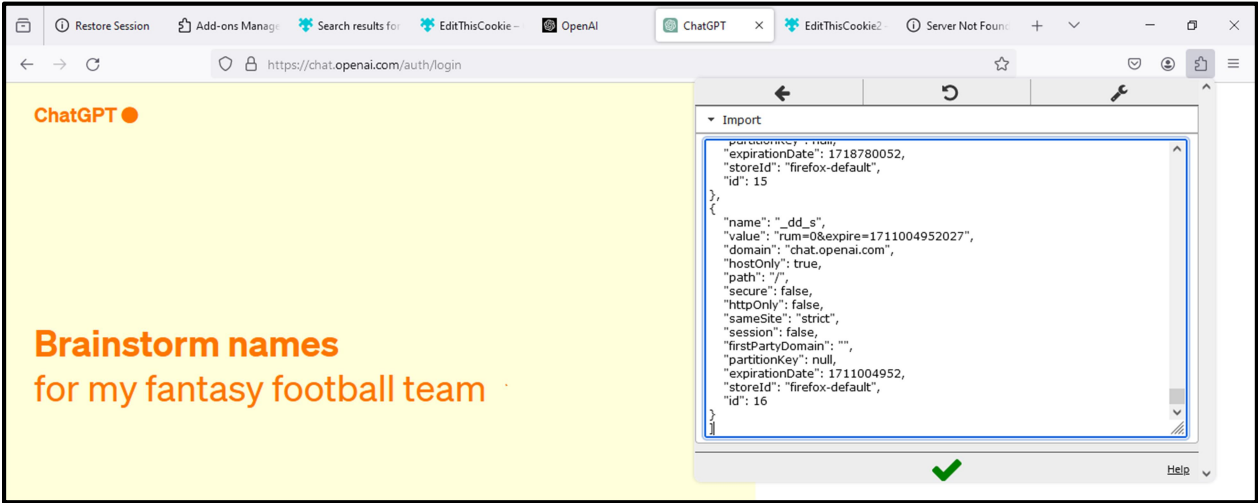 Restore Session
Add-ons Manage
Search results for
EditThisCookie –
OpenAI
ChatGPT
EditThisCookie2 -
Server Not Found
https://chat.openai.com/auth/login
ChatGPT
Brainstorm names
for my fantasy football team
Import
"partitionKey": null,
"expirationDate": 1718780052,
"storeId": "firefox-default",
"id": 15
},
{
"name": "_dd_s",
"value": "rum=0&expire=1711004952027",
"domain": "chat.openai.com",
"hostOnly": true,
"path": "/",
"secure": false,
"httpOnly": false,
"sameSite": "strict",
"session": false,
"firstPartyDomain": "",
"partitionKey": null,
"expirationDate": 1711004952,
"storeId": "firefox-default",
"id": 16
}
]
Help